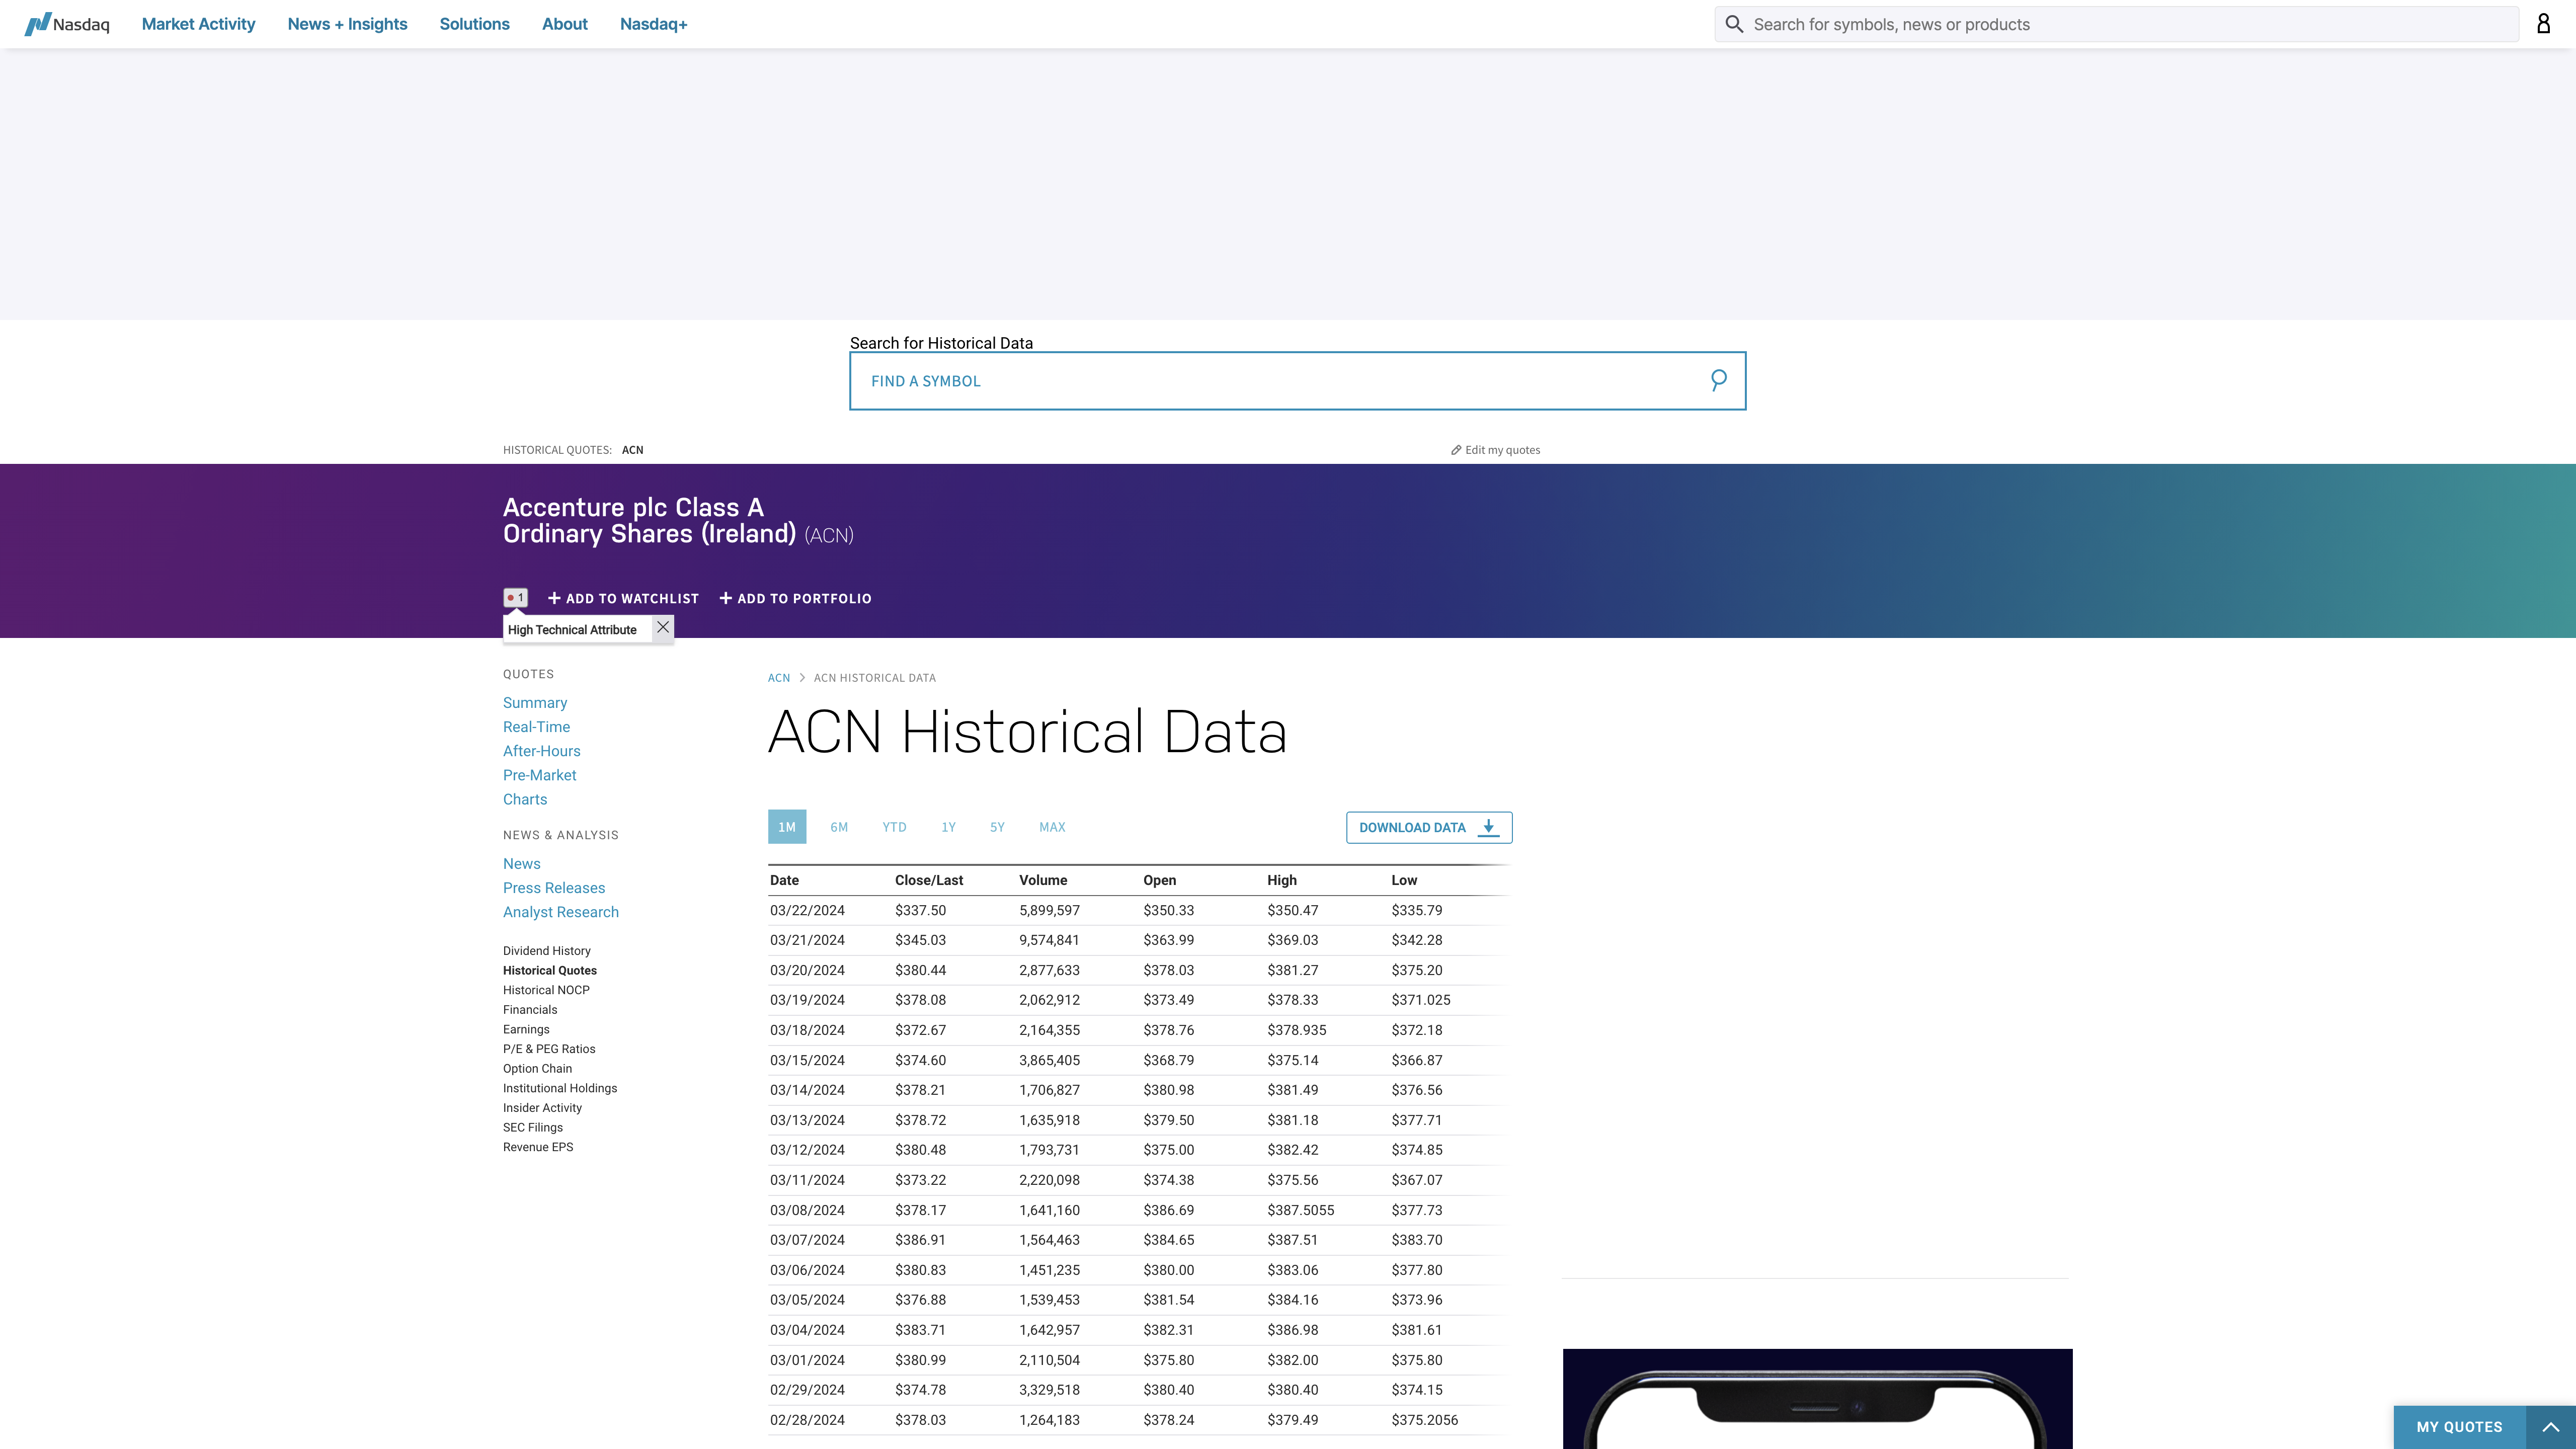 Nasdaq Market Activity News + Insights Solutions About Nasdaq+ Search for symbols, news or products
Search for Historical Data
FIND A SYMBOL
HISTORICAL QUOTES: ACN Edit my quotes
Accenture plc Class A
Ordinary Shares (Ireland) (ACN)
1 ADD TO WATCHLIST ADD TO PORTFOLIO
High Technical Attribute
QUOTES
Summary
Real-Time
After-Hours
Pre-Market
Charts
NEWS & ANALYSIS
News
Press Releases
Analyst Research
Dividend History
Historical Quotes
Historical NOCP
Financials
Earnings
P/E & PEG Ratios
Option Chain
Institutional Holdings
Insider Activity
SEC Filings
Revenue EPS
ACN > ACN HISTORICAL DATA
ACN Historical Data
1M 6M YTD 1Y 5Y MAX DOWNLOAD DATA
Date Close/Last Volume Open High Low
03/22/2024 $337.50 5,899,597 $350.33 $350.47 $335.79
03/21/2024 $345.03 9,574,841 $363.99 $369.03 $342.28
03/20/2024 $380.44 2,877,633 $378.03 $381.27 $375.20
03/19/2024 $378.08 2,062,912 $373.49 $378.33 $371.025
03/18/2024 $372.67 2,164,355 $378.76 $378.935 $372.18
03/15/2024 $374.60 3,865,405 $368.79 $375.14 $366.87
03/14/2024 $378.21 1,706,827 $380.98 $381.49 $376.56
03/13/2024 $378.72 1,635,918 $379.50 $381.18 $377.71
03/12/2024 $380.48 1,793,731 $375.00 $382.42 $374.85
03/11/2024 $373.22 2,220,098 $374.38 $375.56 $367.07
03/08/2024 $378.17 1,641,160 $386.69 $387.5055 $377.73
03/07/2024 $386.91 1,564,463 $384.65 $387.51 $383.70
03/06/2024 $380.83 1,451,235 $380.00 $383.06 $377.80
03/05/2024 $376.88 1,539,453 $381.54 $384.16 $373.96
03/04/2024 $383.71 1,642,957 $382.31 $386.98 $381.61
03/01/2024 $380.99 2,110,504 $375.80 $382.00 $375.80
02/29/2024 $374.78 3,329,518 $380.40 $380.40 $374.15
02/28/2024 $378.03 1,264,183 $378.24 $379.49 $375.2056
MY QUOTES